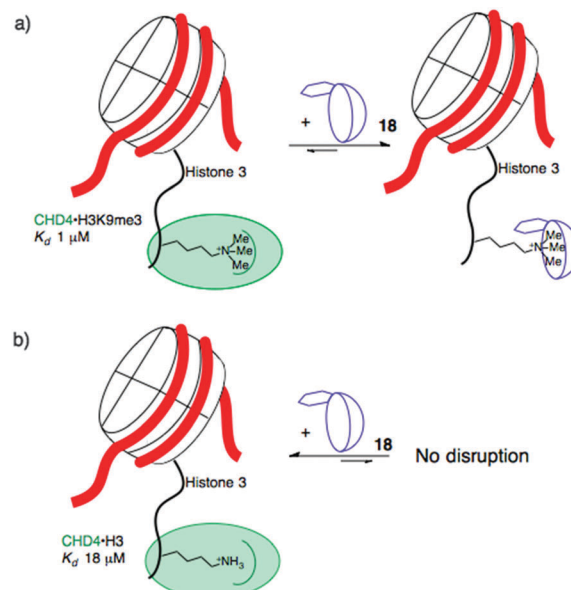 a)
+
18
Histone 3
Histone 3
CHD4•H3K9me3
Kd 1 µM
Me
+N–Me
Me
Me
+N–Me
Me
b)
+
18
No disruption
Histone 3
CHD4•H3
Kd 18 µM
+NH3